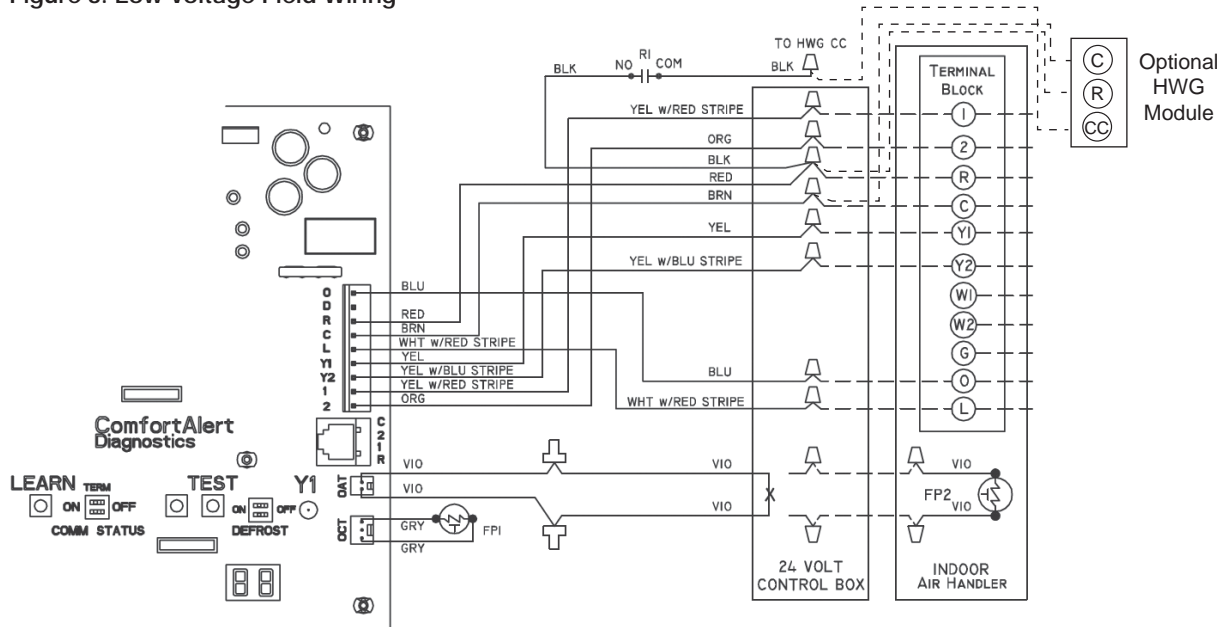 Figure 3. Low Voltage Field Wiring
TO HWG CC
BLK
NO
RI
COM
BLK
YEL W/RED STRIPE
ORG
BLK
RED
BRN
YEL
YEL W/BLU STRIPE
BLU
WHT W/RED STRIPE
TERMINAL
BLOCK
1
2
R
C
Y1
Y2
W1
W2
G
O
L
C
R
CC
Optional
HWG
Module
O
D
R
C
L
Y1
Y2
1
2
BLU
RED
BRN
WHT W/RED STRIPE
YEL
YEL W/BLU STRIPE
YEL W/RED STRIPE
ORG
C
2
1
R
ComfortAlert
Diagnostics
LEARN
TERM
ON
OFF
COMM STATUS
TEST
ON
OFF
DEFROST
Y1
OAT
OCT
VIO
VIO
GRY
GRY
FP1
VIO
VIO
X
VIO
FP2
VIO
24 VOLT
CONTROL BOX
INDOOR
AIR HANDLER